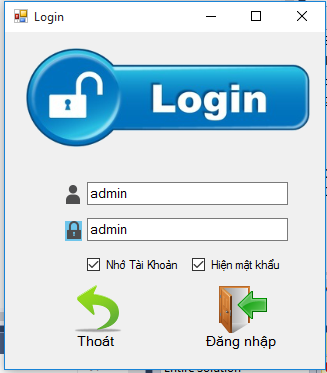 Login
Login
admin
admin
Nhớ Tài Khoản
Hiện mật khẩu
Thoát
Đăng nhập
Entire solution